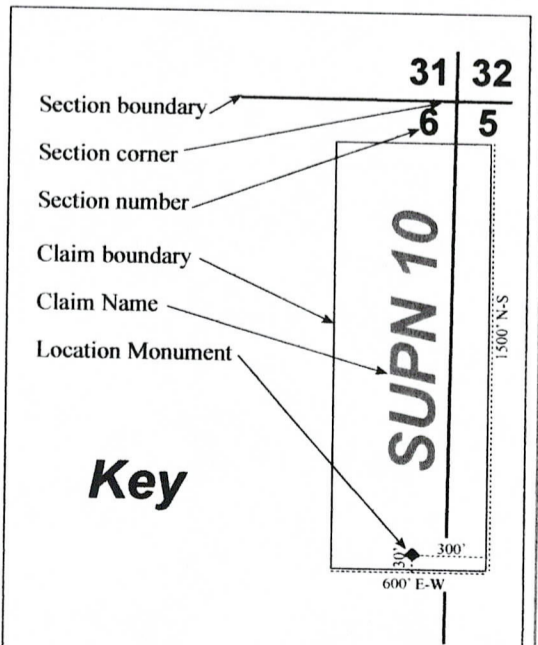 31 32
Section boundary
6 5
Section corner
Section number
Claim boundary
Claim Name
Location Monument
SUPN 10
1500' N-S
Key
30'
300'
600' E-W